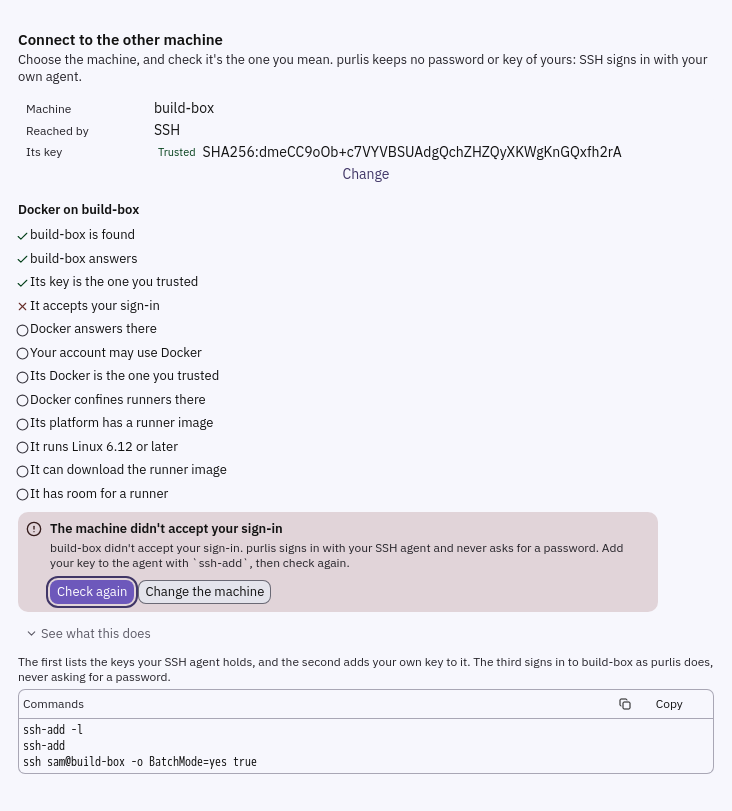 Connect to the other machine
Choose the machine, and check it's the one you mean. purlis keeps no password or key of yours: SSH signs in with your
own agent.
Machine build-box
Reached by SSH
Its key Trusted SHA256:dmeCC9oOb+c7VYVBSUAdgQchZHZQyXKWgKnGQxfh2rA
Change
Docker on build-box
build-box is found
build-box answers
Its key is the one you trusted
It accepts your sign-in
Docker answers there
Your account may use Docker
Its Docker is the one you trusted
Docker confines runners there
Its platform has a runner image
It runs Linux 6.12 or later
It can download the runner image
It has room for a runner
The machine didn't accept your sign-in
build-box didn't accept your sign-in. purlis signs in with your SSH agent and never asks for a password. Add
your key to the agent with `ssh-add`, then check again.
Check again Change the machine
See what this does
The first lists the keys your SSH agent holds, and the second adds your own key to it. The third signs in to build-box as purlis does,
never asking for a password.
Commands Copy
ssh-add -l
ssh-add
ssh sam@build-box -o BatchMode=yes true